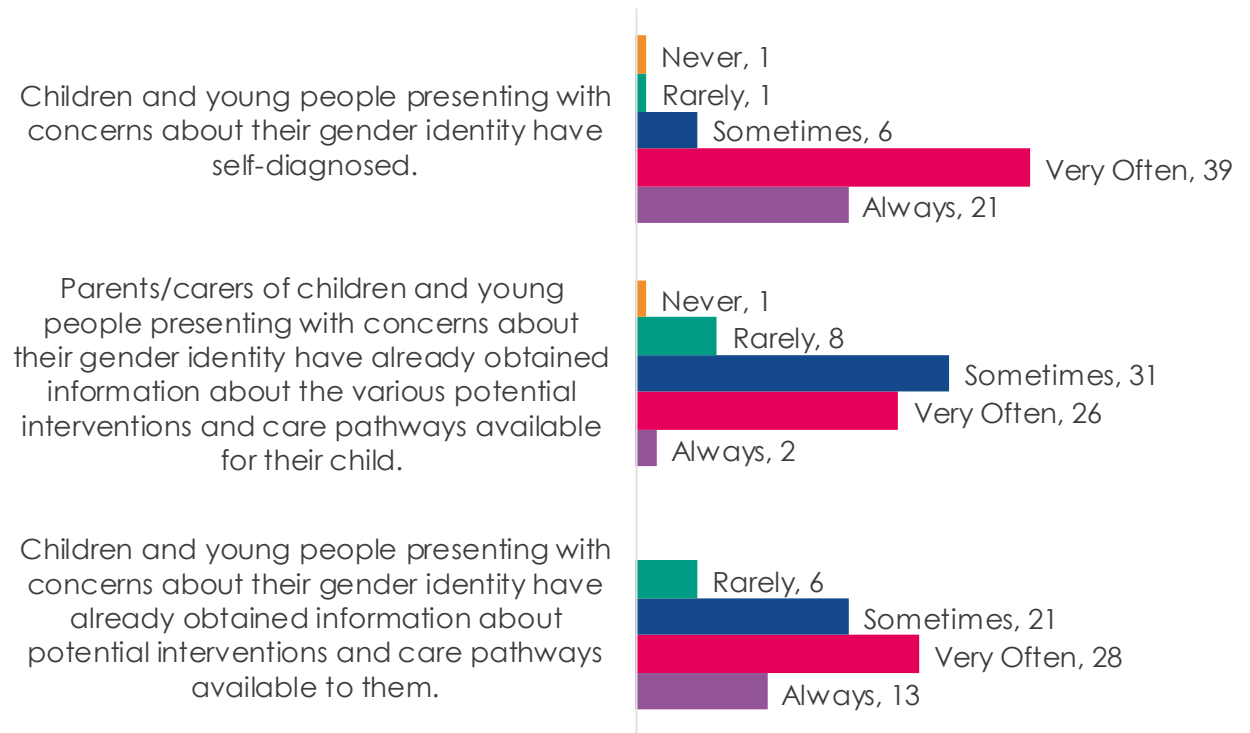 Children and young people presenting with
concerns about their gender identity have
self-diagnosed.
Never, 1
Rarely, 1
Sometimes, 6
Very Often, 39
Always, 21
Parents/carers of children and young
people presenting with concerns about
their gender identity have already obtained
information about the various potential
interventions and care pathways available
for their child.
Never, 1
Rarely, 8
Sometimes, 31
Very Often, 26
Always, 2
Children and young people presenting with
concerns about their gender identity have
already obtained information about
potential interventions and care pathways
available to them.
Rarely, 6
Sometimes, 21
Very Often, 28
Always, 13